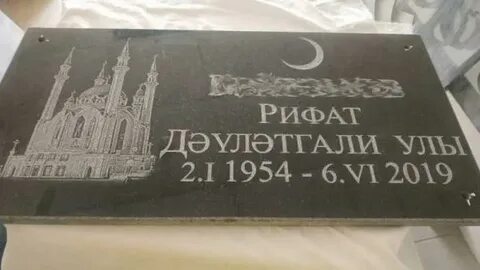 Рифат
Дәүләтгали улы
2.I 1954 - 6.VI 2019